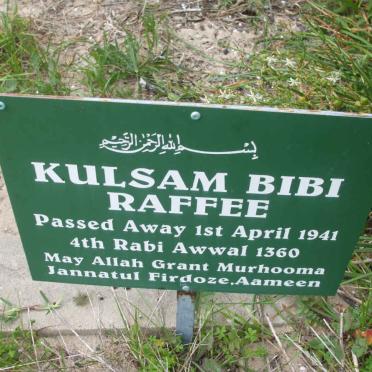 بسم الله الرحمن الرحيم
KULSAM BIBI
RAFFEE
Passed Away 1st April 1941
4th Rabi Awwal 1360
May Allah Grant Murhooma
Jannatul Firdoze.Aameen